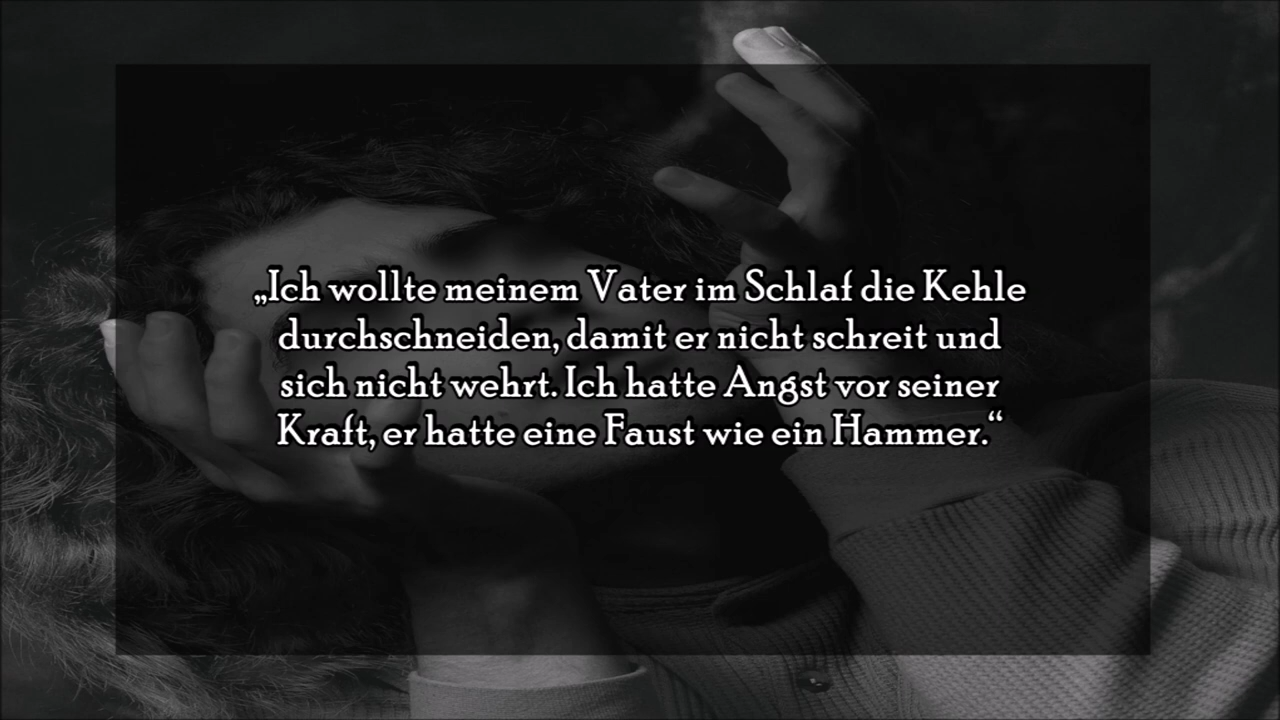 „Ich wollte meinem Vater im Schlaf die Kehle
durchschneiden, damit er nicht schreit und
sich nicht wehrt. Ich hatte Angst vor seiner
Kraft, er hatte eine Faust wie ein Hammer.“